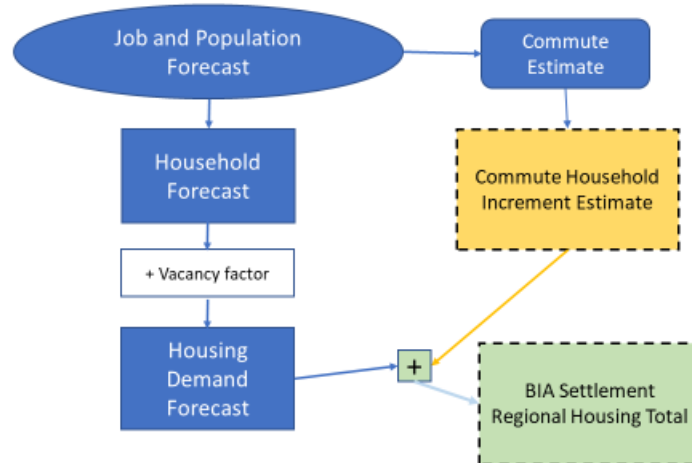 Job and Population
Forecast
Commute
Estimate
Household
Forecast
Commute Household
Increment Estimate
+ Vacancy factor
Housing
Demand
Forecast
+
BIA Settlement
Regional Housing Total